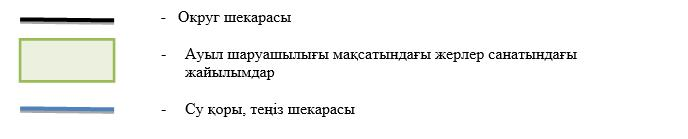 - Округ шекарасы
- Ауыл шаруашылығы мақсатындағы жерлер санатындағы
жайылымдар
- Су қоры, теңіз шекарасы